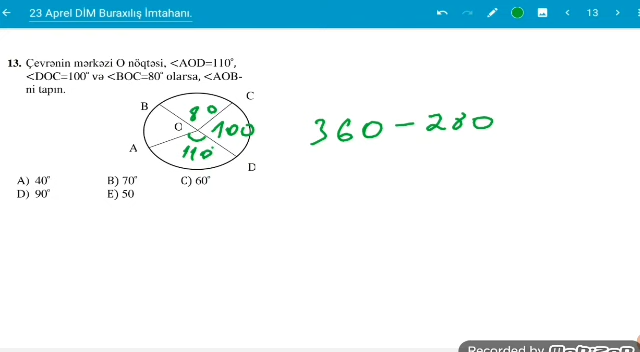 23 Aprel DİM Buraxılış İmtahanı.
13
13. Çevrənin mərkəzi O nöqtəsi, <AOD=110°,
<DOC=100° və <BOC=80° olarsa, <AOB-
ni tapın.
B
C
80
O
100
360-280
A
110°
D
A) 40° B) 70° C) 60°
D) 90° E) 50
Recorded by